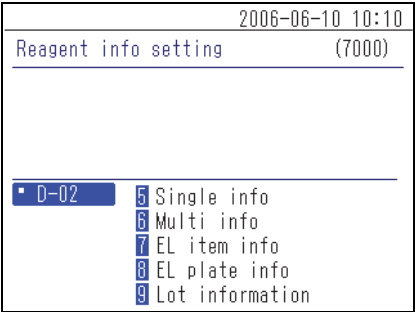 2006-06-10 10:10
Reagent info setting (7000)
▪ D-02
5 Single info
6 Multi info
7 EL item info
8 EL plate info
9 Lot information